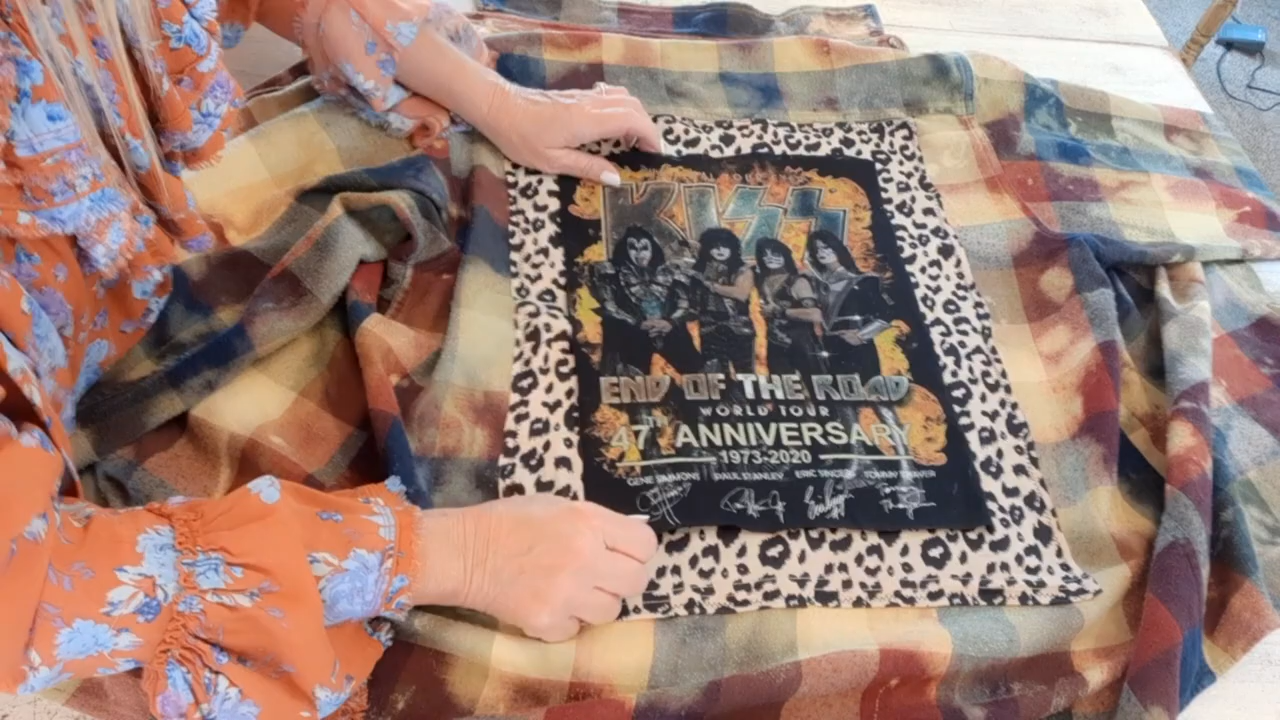 KISS
END OF THE ROAD
WORLD TOUR
47TH ANNIVERSARY
1973-2020
GENE SIMMONS PAUL STANLEY ERIC SINGER TOMMY THAYER